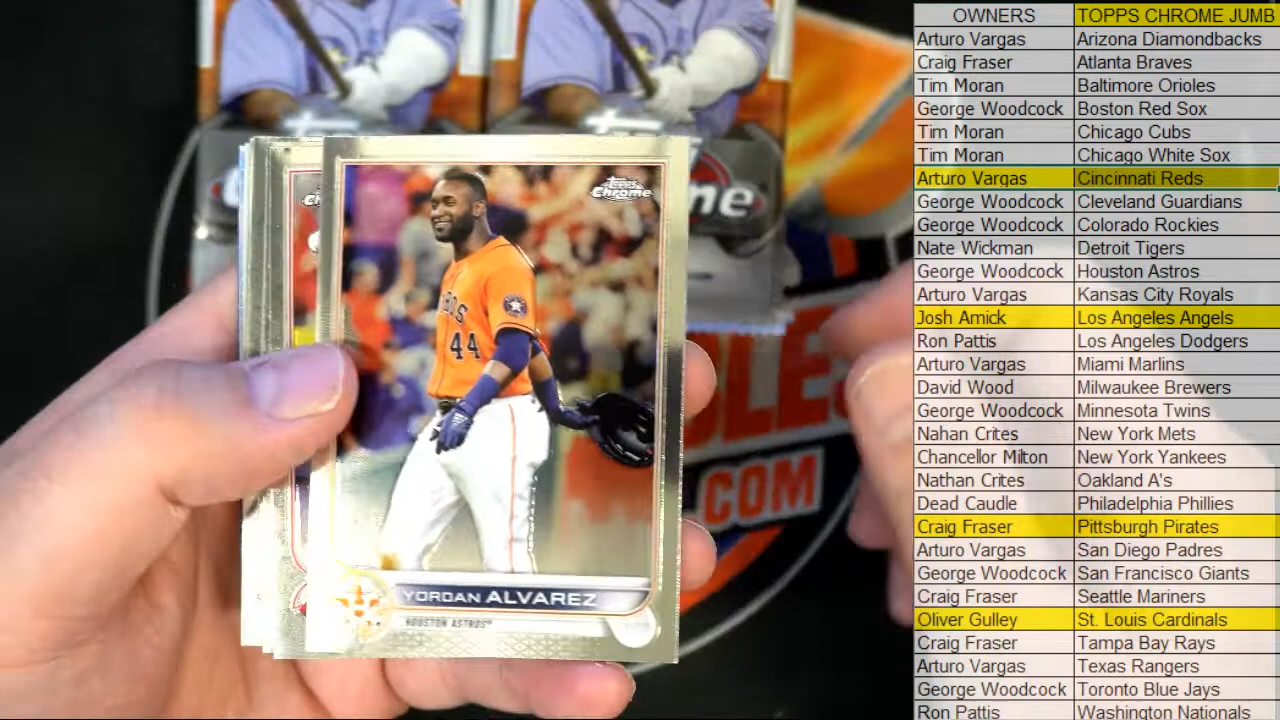 OWNERS TOPPS CHROME JUMB
Arturo Vargas Arizona Diamondbacks
Craig Fraser Atlanta Braves
Tim Moran Baltimore Orioles
George Woodcock Boston Red Sox
Tim Moran Chicago Cubs
Tim Moran Chicago White Sox
Arturo Vargas Cincinnati Reds
George Woodcock Cleveland Guardians
George Woodcock Colorado Rockies
Nate Wickman Detroit Tigers
George Woodcock Houston Astros
Arturo Vargas Kansas City Royals
Josh Amick Los Angeles Angels
Ron Pattis Los Angeles Dodgers
Arturo Vargas Miami Marlins
David Wood Milwaukee Brewers
George Woodcock Minnesota Twins
Nahan Crites New York Mets
Chancellor Milton New York Yankees
Nathan Crites Oakland A's
Dead Caudle Philadelphia Phillies
Craig Fraser Pittsburgh Pirates
Arturo Vargas San Diego Padres
George Woodcock San Francisco Giants
Craig Fraser Seattle Mariners
Oliver Gulley St. Louis Cardinals
Craig Fraser Tampa Bay Rays
Arturo Vargas Texas Rangers
George Woodcock Toronto Blue Jays
Ron Pattis Washington Nationals
Topps
Chrome
44
YORDAN ALVAREZ
HOUSTON ASTROS
.COM